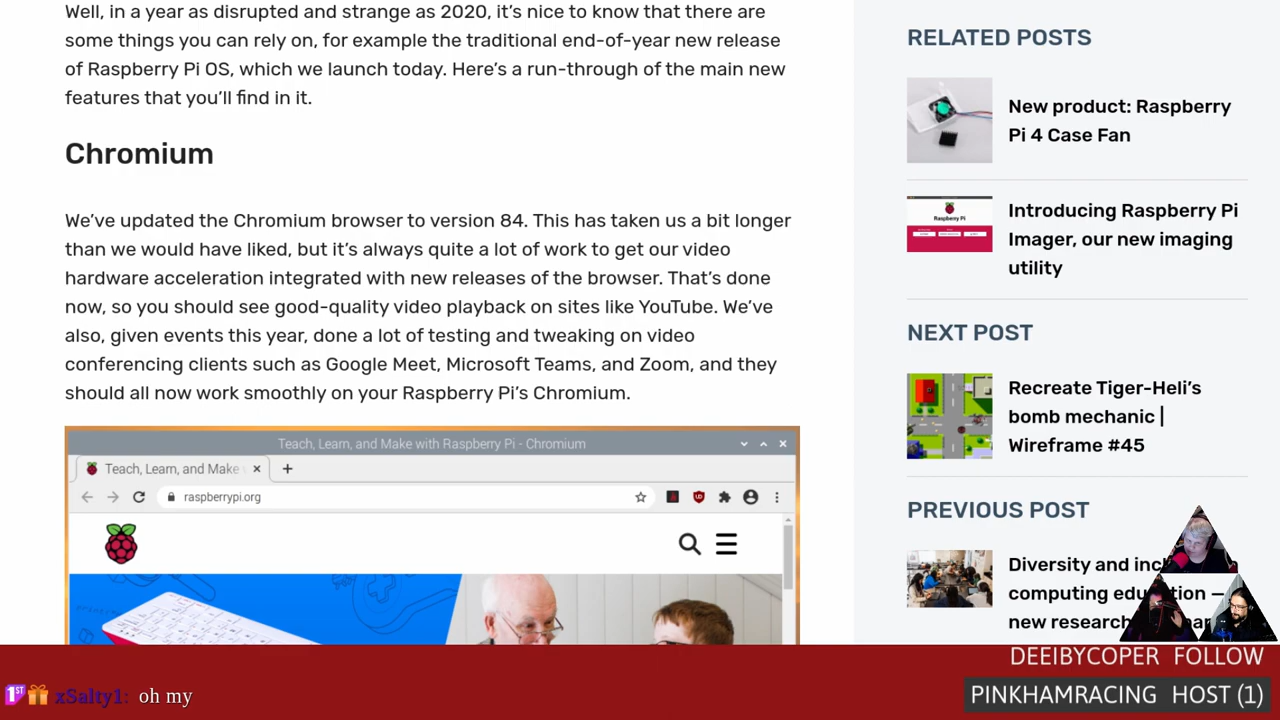 Well, in a year as disrupted and strange as 2020, it's nice to know that there are
some things you can rely on, for example the traditional end-of-year new release
of Raspberry Pi OS, which we launch today. Here's a run-through of the main new
features that you'll find in it.
Chromium
We've updated the Chromium browser to version 84. This has taken us a bit longer
than we would have liked, but it's always quite a lot of work to get our video
hardware acceleration integrated with new releases of the browser. That's done
now, so you should see good-quality video playback on sites like YouTube. We've
also, given events this year, done a lot of testing and tweaking on video
conferencing clients such as Google Meet, Microsoft Teams, and Zoom, and they
should all now work smoothly on your Raspberry Pi's Chromium.
Teach, Learn, and Make with Raspberry Pi - Chromium
Teach, Learn, and Make
raspberrypi.org
RELATED POSTS
New product: Raspberry
Pi 4 Case Fan
Raspberry Pi
Introducing Raspberry Pi
Imager, our new imaging
utility
NEXT POST
Recreate Tiger-Heli's
bomb mechanic |
Wireframe #45
PREVIOUS POST
Diversity and
computing
new research
DEEIBYCOPER FOLLOW
PINKHAMRACING HOST (1)
1ST xSalty1: oh my